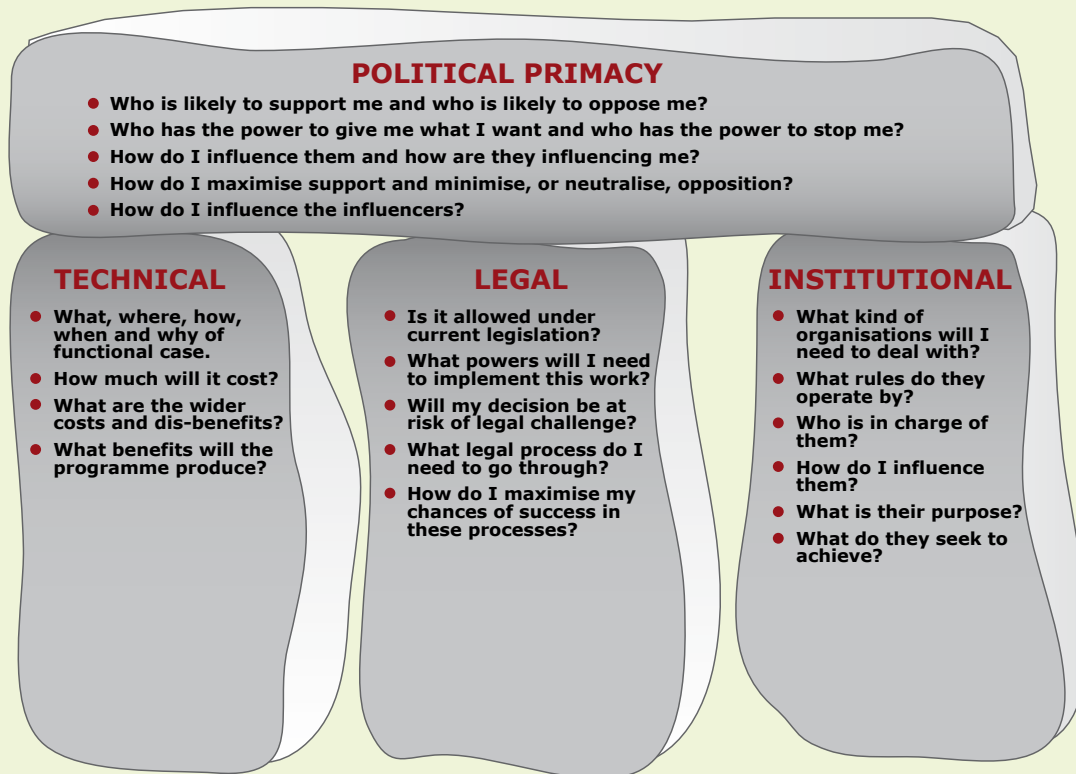 POLITICAL PRIMACY
• Who is likely to support me and who is likely to oppose me?
• Who has the power to give me what I want and who has the power to stop me?
• How do I influence them and how are they influencing me?
• How do I maximise support and minimise, or neutralise, opposition?
• How do I influence the influencers?
TECHNICAL
• What, where, how,
when and why of
functional case.
• How much will it cost?
• What are the wider
costs and dis-benefits?
• What benefits will the
programme produce?
LEGAL
• Is it allowed under
current legislation?
• What powers will I need
to implement this work?
• Will my decision be at
risk of legal challenge?
• What legal process do I
need to go through?
• How do I maximise my
chances of success in
these processes?
INSTITUTIONAL
• What kind of
organisations will I
need to deal with?
• What rules do they
operate by?
• Who is in charge of
them?
• How do I influence
them?
• What is their purpose?
• What do they seek to
achieve?